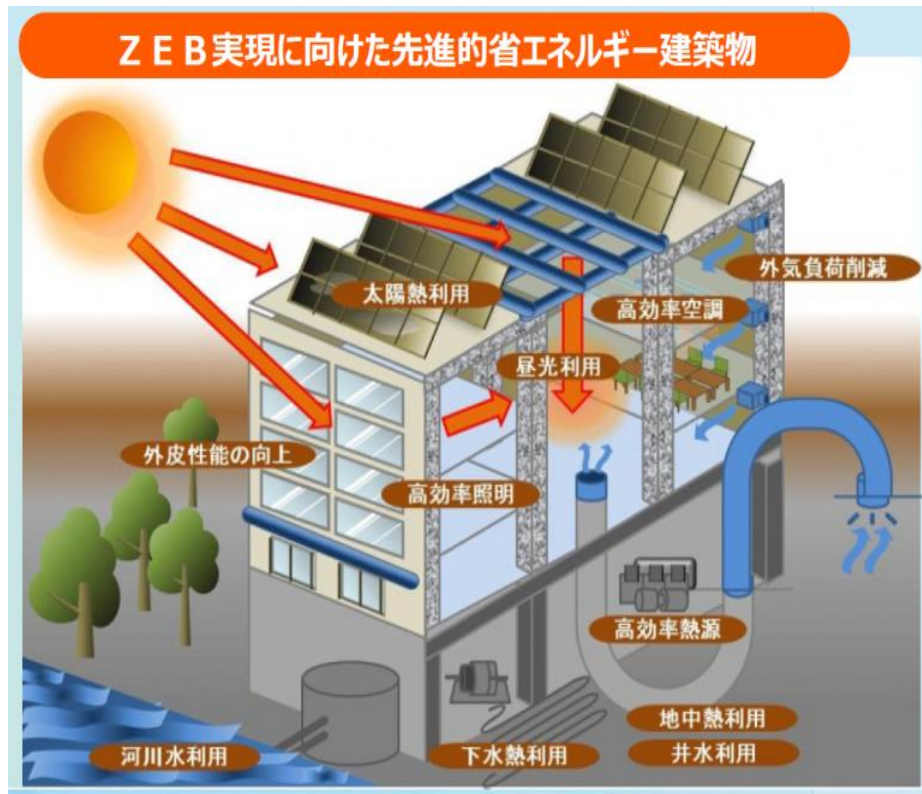 ＺＥＢ実現に向けた先進的省エネルギー建築物
外気負荷削減
太陽熱利用
高効率空調
昼光利用
外皮性能の向上
高効率照明
高効率熱源
地中熱利用
河川水利用
下水熱利用
井水利用